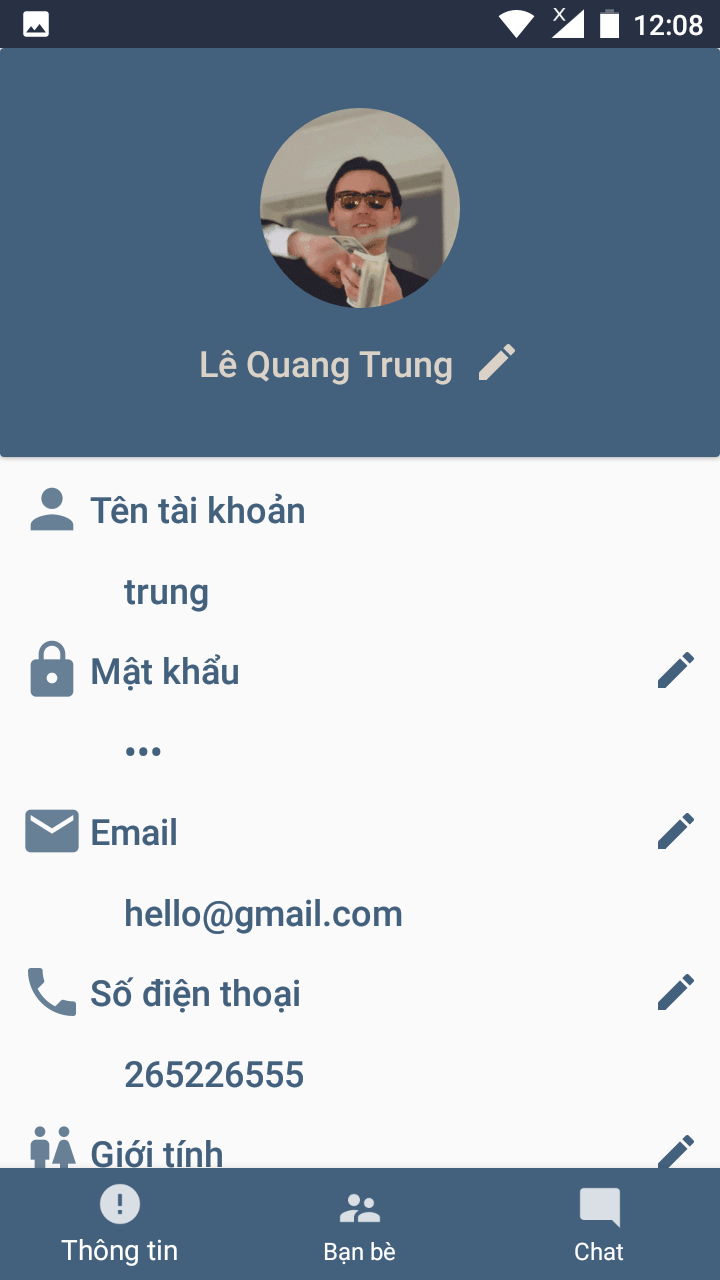 12:08
Lê Quang Trung
Tên tài khoản
trung
Mật khẩu
•••
Email
hello@gmail.com
Số điện thoại
265226555
Giới tính
Thông tin
Bạn bè
Chat